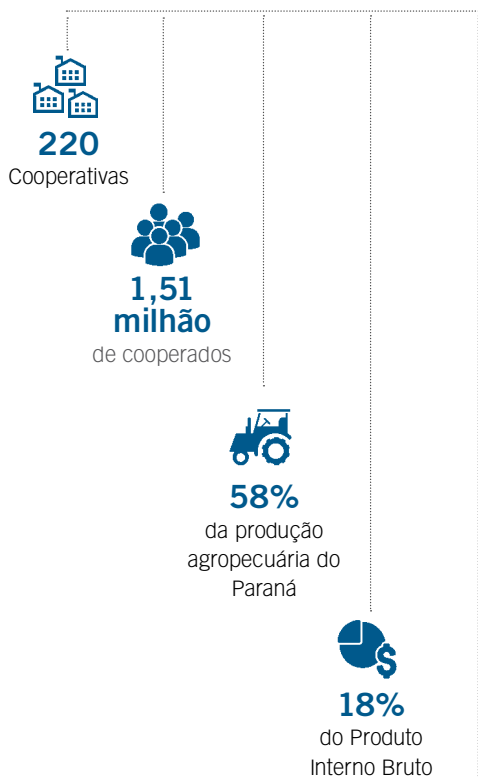 220
Cooperativas
1,51
milhão
de cooperados
58%
da produção
agropecuária do
Paraná
$
18%
do Produto
Interno Bruto